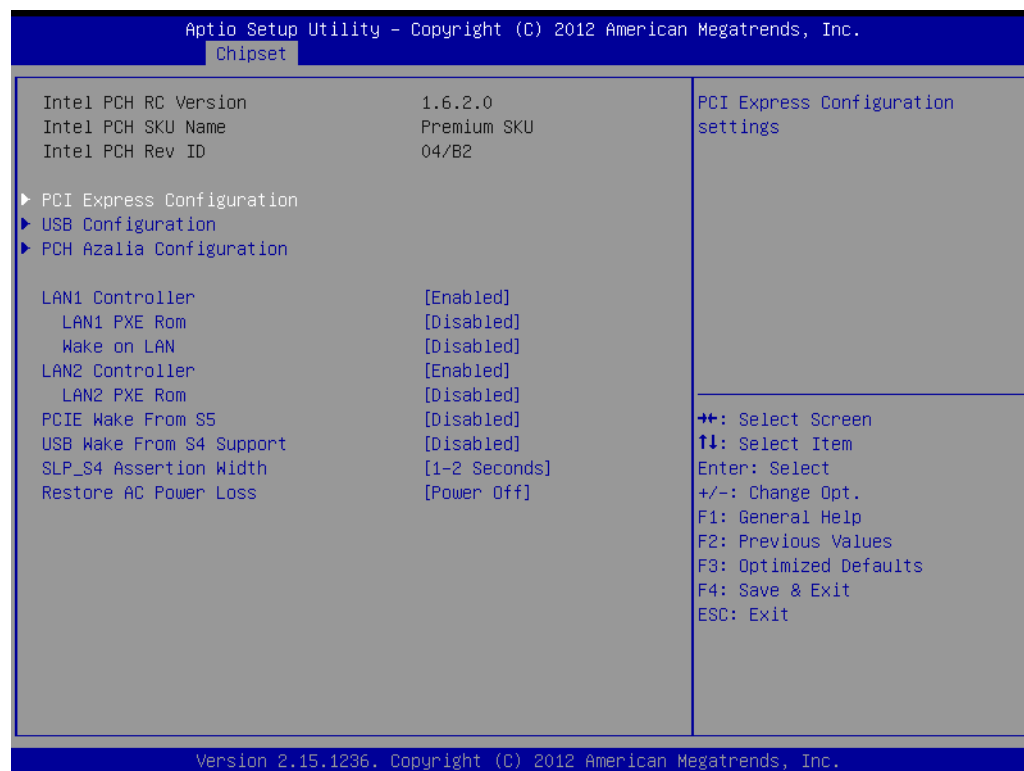 Aptio Setup Utility – Copyright (C) 2012 American Megatrends, Inc.
Chipset
Intel PCH RC Version 1.6.2.0
Intel PCH SKU Name Premium SKU
Intel PCH Rev ID 04/B2
▶ PCI Express Configuration
▶ USB Configuration
▶ PCH Azalia Configuration
LAN1 Controller [Enabled]
LAN1 PXE Rom [Disabled]
Wake on LAN [Disabled]
LAN2 Controller [Enabled]
LAN2 PXE Rom [Disabled]
PCIE Wake From S5 [Disabled]
USB Wake From S4 Support [Disabled]
SLP_S4 Assertion Width [1-2 Seconds]
Restore AC Power Loss [Power Off]
PCI Express Configuration
settings
→←: Select Screen
↑↓: Select Item
Enter: Select
+/-: Change Opt.
F1: General Help
F2: Previous Values
F3: Optimized Defaults
F4: Save & Exit
ESC: Exit
Version 2.15.1236. Copyright (C) 2012 American Megatrends, Inc.